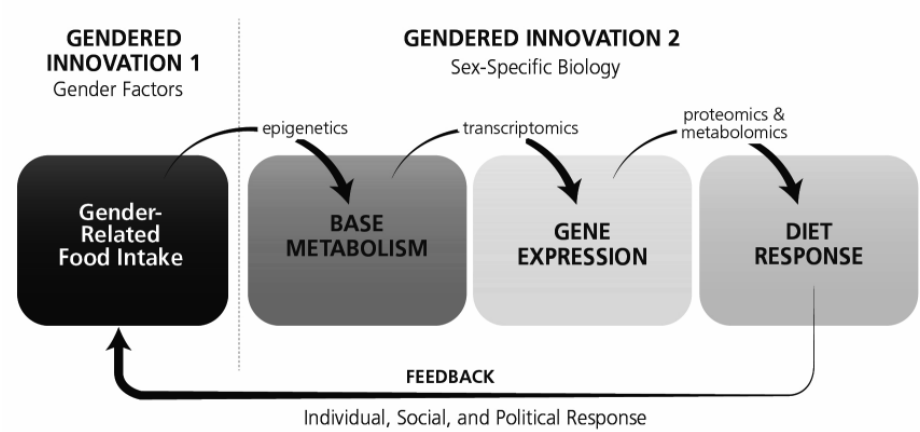 GENDERED
INNOVATION 1
Gender Factors
GENDERED INNOVATION 2
Sex-Specific Biology
epigenetics
transcriptomics
proteomics &
metabolomics
Gender-
Related
Food Intake
BASE
METABOLISM
GENE
EXPRESSION
DIET
RESPONSE
FEEDBACK
Individual, Social, and Political Response